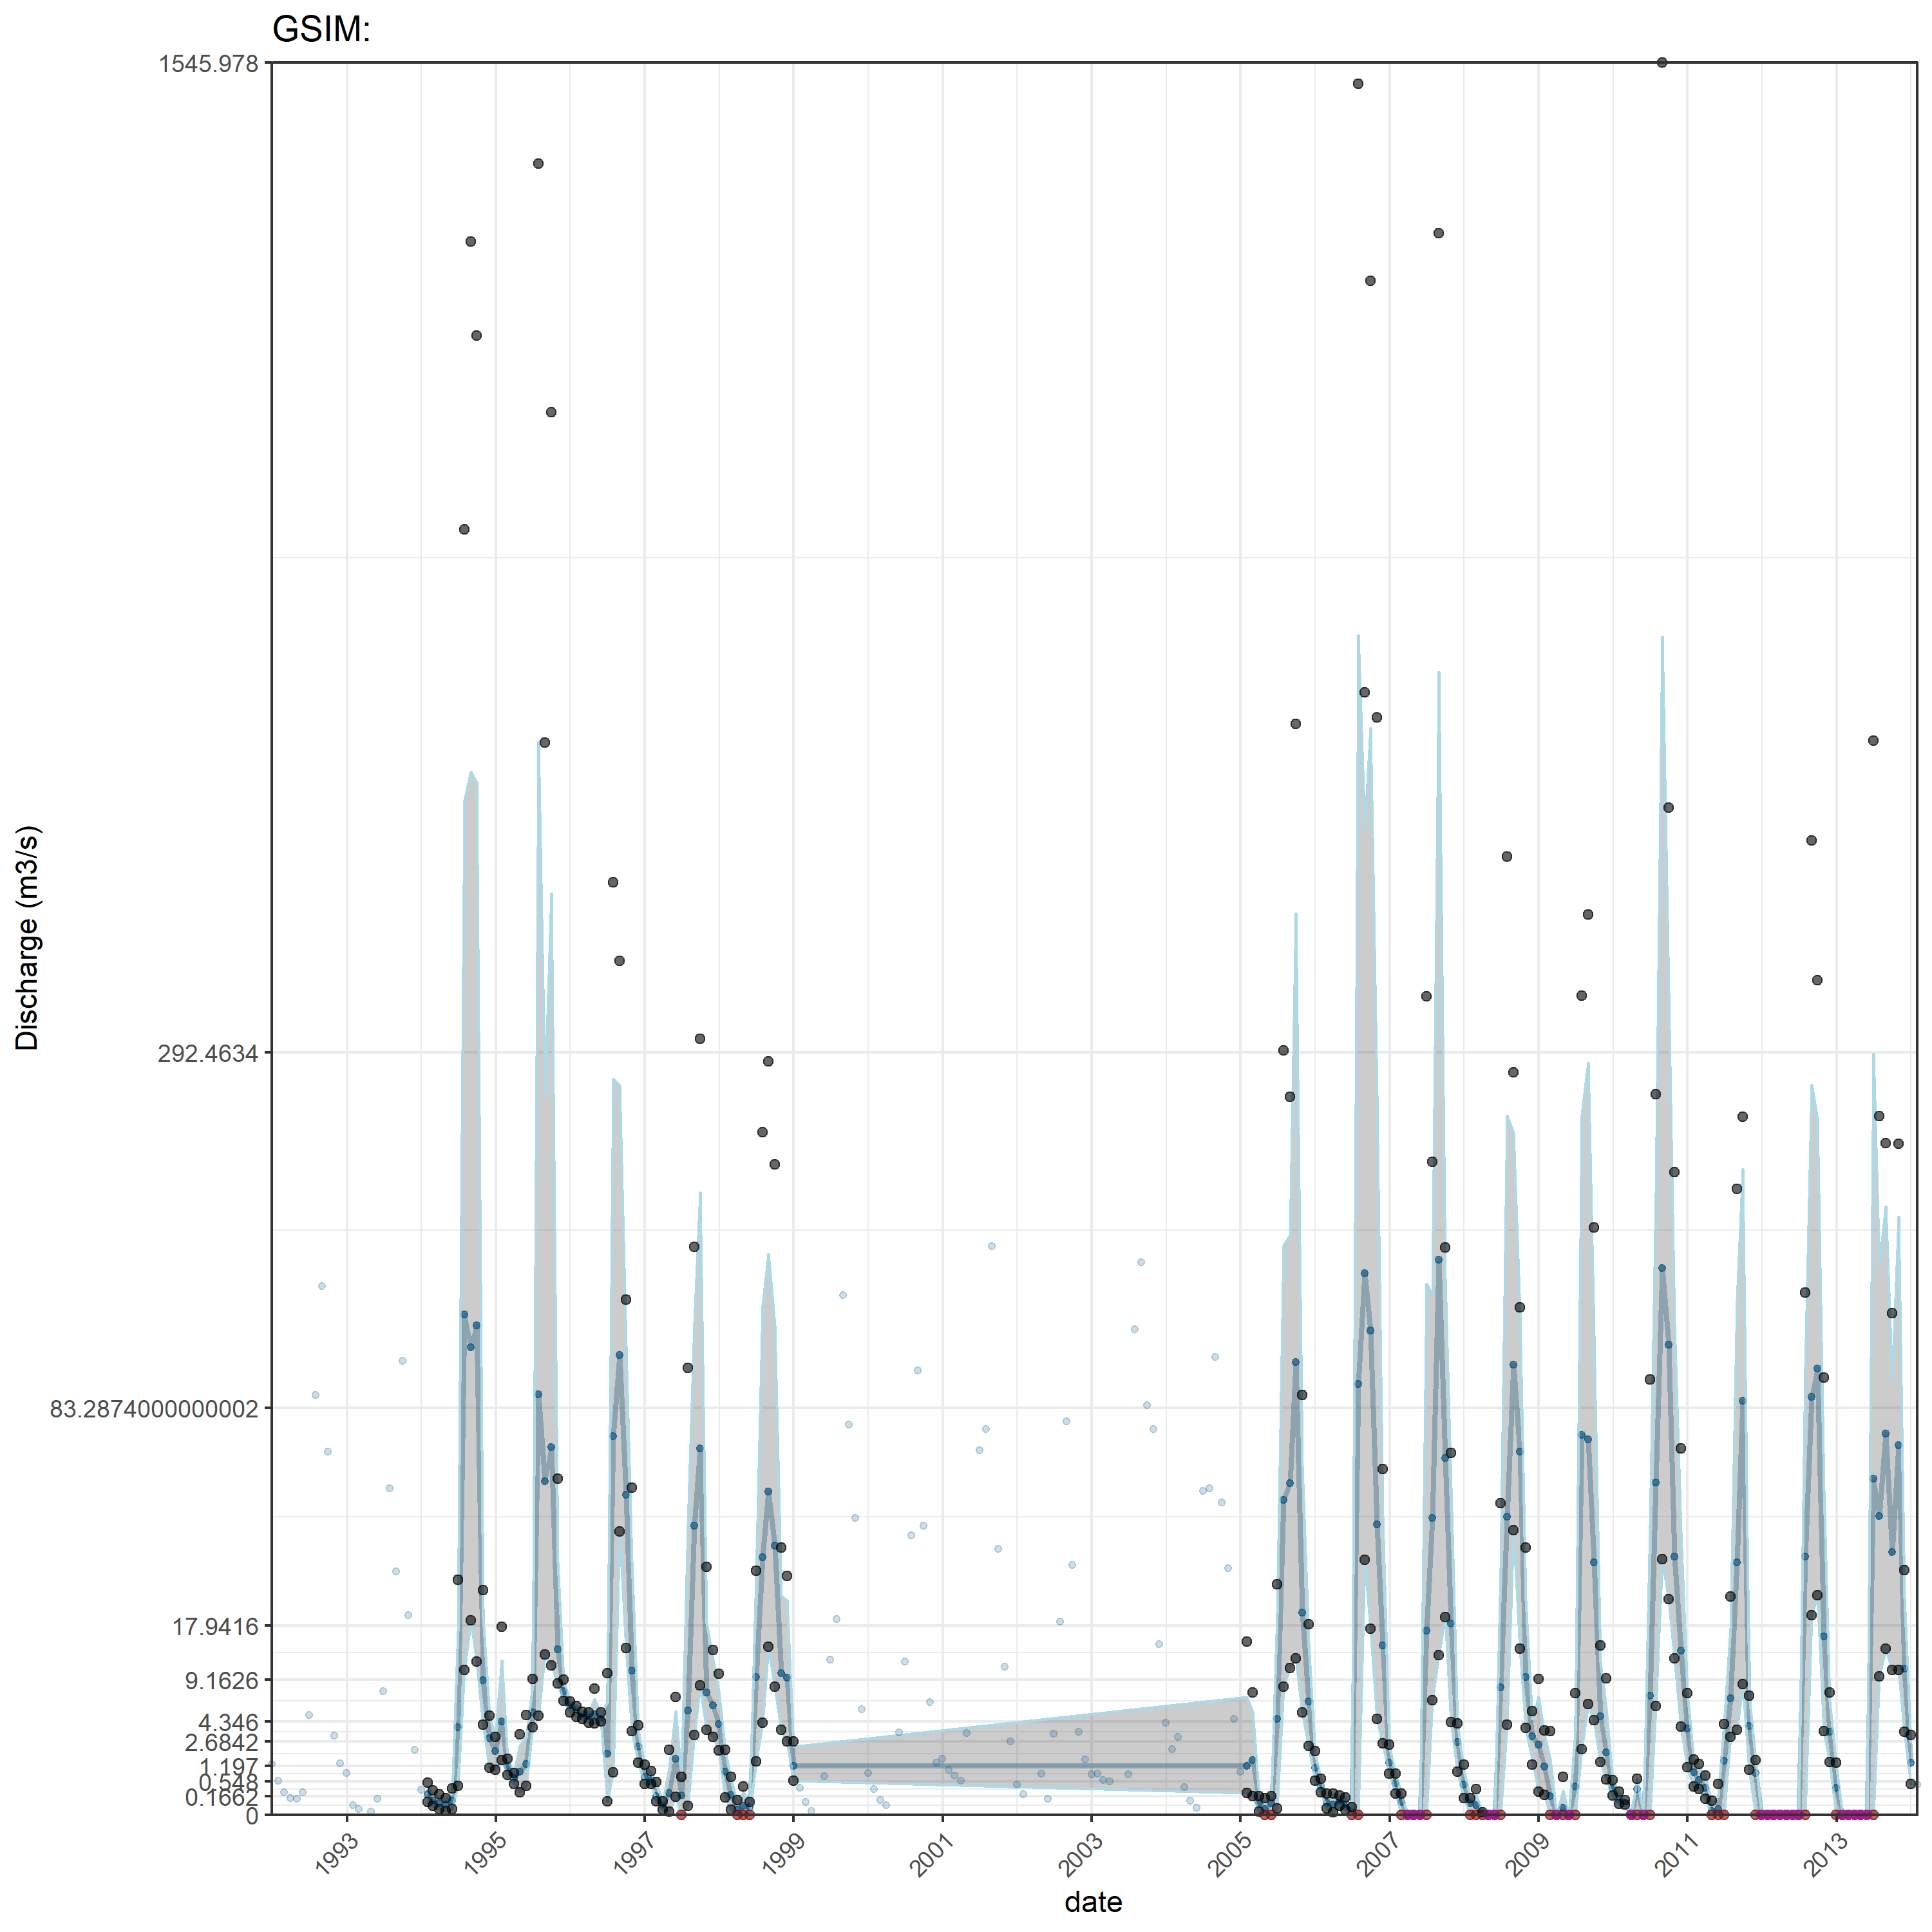 GSIM:
1545.978
292.4634
83.2874000000002
17.9416
9.1626
4.346
2.6842
1.197
0.548
0.1662
0
Discharge (m3/s)
1993 1995 1997 1999 2001 2003 2005 2007 2009 2011 2013
date